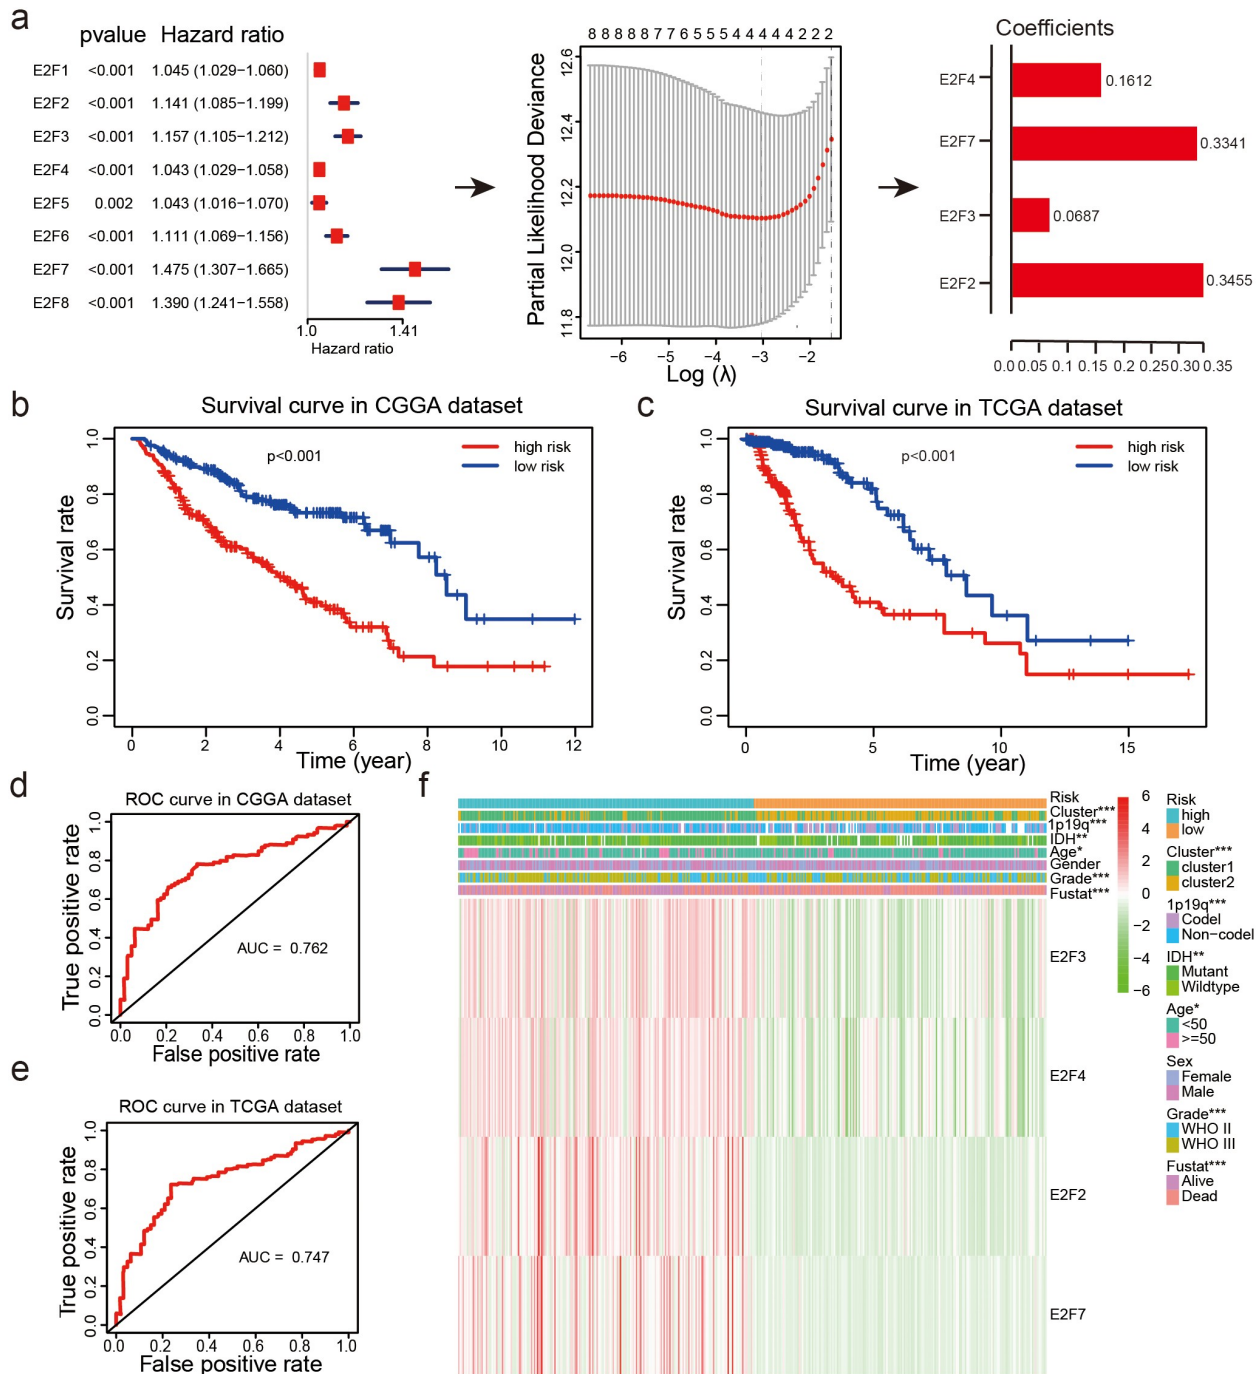 a
pvalue Hazard ratio
E2F1 <0.001 1.045 (1.029−1.060)
E2F2 <0.001 1.141 (1.085−1.199)
E2F3 <0.001 1.157 (1.105−1.212)
E2F4 <0.001 1.043 (1.029−1.058)
E2F5 0.002 1.043 (1.016−1.070)
E2F6 <0.001 1.111 (1.069−1.156)
E2F7 <0.001 1.475 (1.307−1.665)
E2F8 <0.001 1.390 (1.241−1.558)
1.0 1.41
Hazard ratio
8 8 8 8 8 7 7 6 5 5 5 4 4 4 4 2 2 2
Partial Likelihood Deviance
12.6
12.4
12.2
12.0
11.8
−6 −5 −4 −3 −2
Log (λ)
Coefficients
E2F4 0.1612
E2F7 0.3341
E2F3 0.0687
E2F2 0.3455
0.0 0.05 0.1 0.15 0.2 0.25 0.30 0.35
b
Survival curve in CGGA dataset
high risk
low risk
p<0.001
Survival rate
1.0
0.8
0.6
0.4
0.2
0.0
0 2 4 6 8 10 12
Time (year)
c
Survival curve in TCGA dataset
high risk
low risk
p<0.001
Survival rate
1.0
0.8
0.6
0.4
0.2
0.0
0 5 10 15
Time (year)
d
ROC curve in CGGA dataset
True positive rate
1.0
0.8
0.6
0.4
0.2
0.0
AUC = 0.762
0.0 0.2 0.4 0.6 0.8 1.0
False positive rate
e
ROC curve in TCGA dataset
True positive rate
1.0
0.8
0.6
0.4
0.2
0.0
AUC = 0.747
0.0 0.2 0.4 0.6 0.8 1.0
False positive rate
f
Risk
Cluster***
1p19q***
IDH**
Age*
Gender
Grade***
Fustat***
E2F3
E2F4
E2F2
E2F7
6
4
2
0
−2
−4
−6
Risk
high
low
Cluster***
cluster1
cluster2
1p19q***
Codel
Non−codel
IDH**
Mutant
Wildtype
Age*
<50
>=50
Sex
Female
Male
Grade***
WHO II
WHO III
Fustat***
Alive
Dead